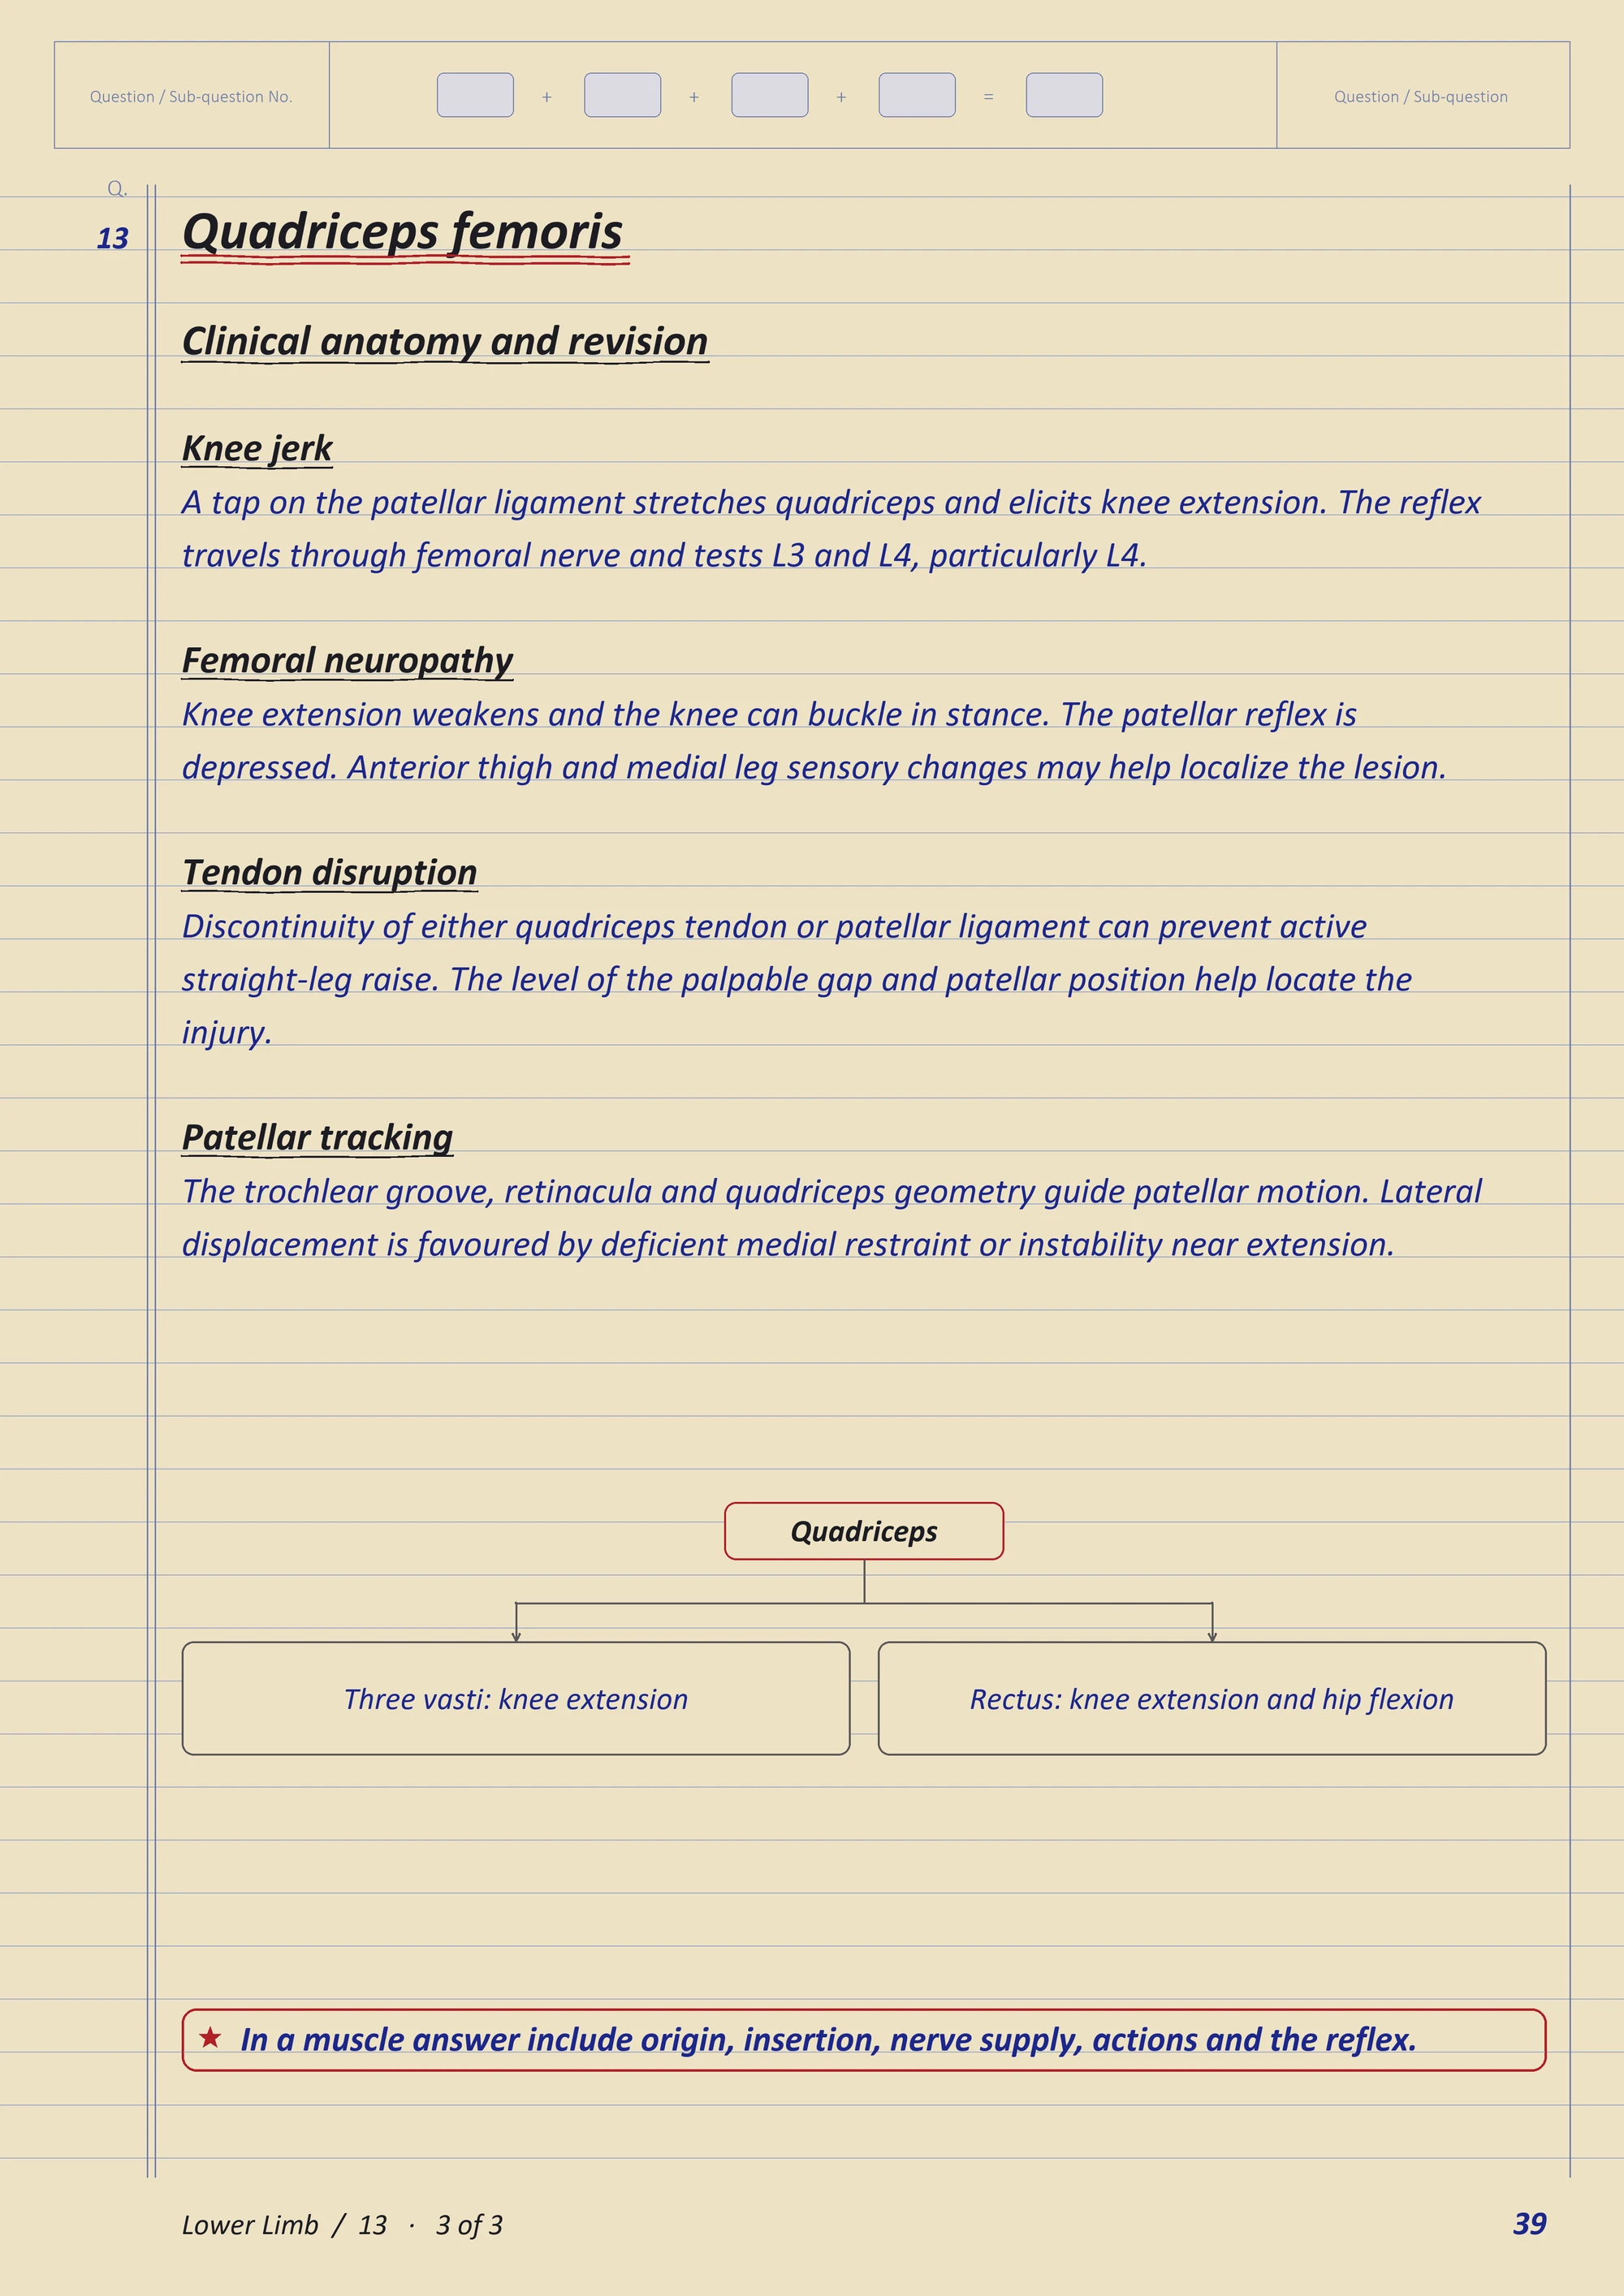 Question / Sub-question No.
+ + + =
Question / Sub-question
Q.
13
Quadriceps femoris
Clinical anatomy and revision
Knee jerk
A tap on the patellar ligament stretches quadriceps and elicits knee extension. The reflex
travels through femoral nerve and tests L3 and L4, particularly L4.
Femoral neuropathy
Knee extension weakens and the knee can buckle in stance. The patellar reflex is
depressed. Anterior thigh and medial leg sensory changes may help localize the lesion.
Tendon disruption
Discontinuity of either quadriceps tendon or patellar ligament can prevent active
straight-leg raise. The level of the palpable gap and patellar position help locate the
injury.
Patellar tracking
The trochlear groove, retinacula and quadriceps geometry guide patellar motion. Lateral
displacement is favoured by deficient medial restraint or instability near extension.
Quadriceps
Three vasti: knee extension
Rectus: knee extension and hip flexion
★ In a muscle answer include origin, insertion, nerve supply, actions and the reflex.
Lower Limb / 13 · 3 of 3
39